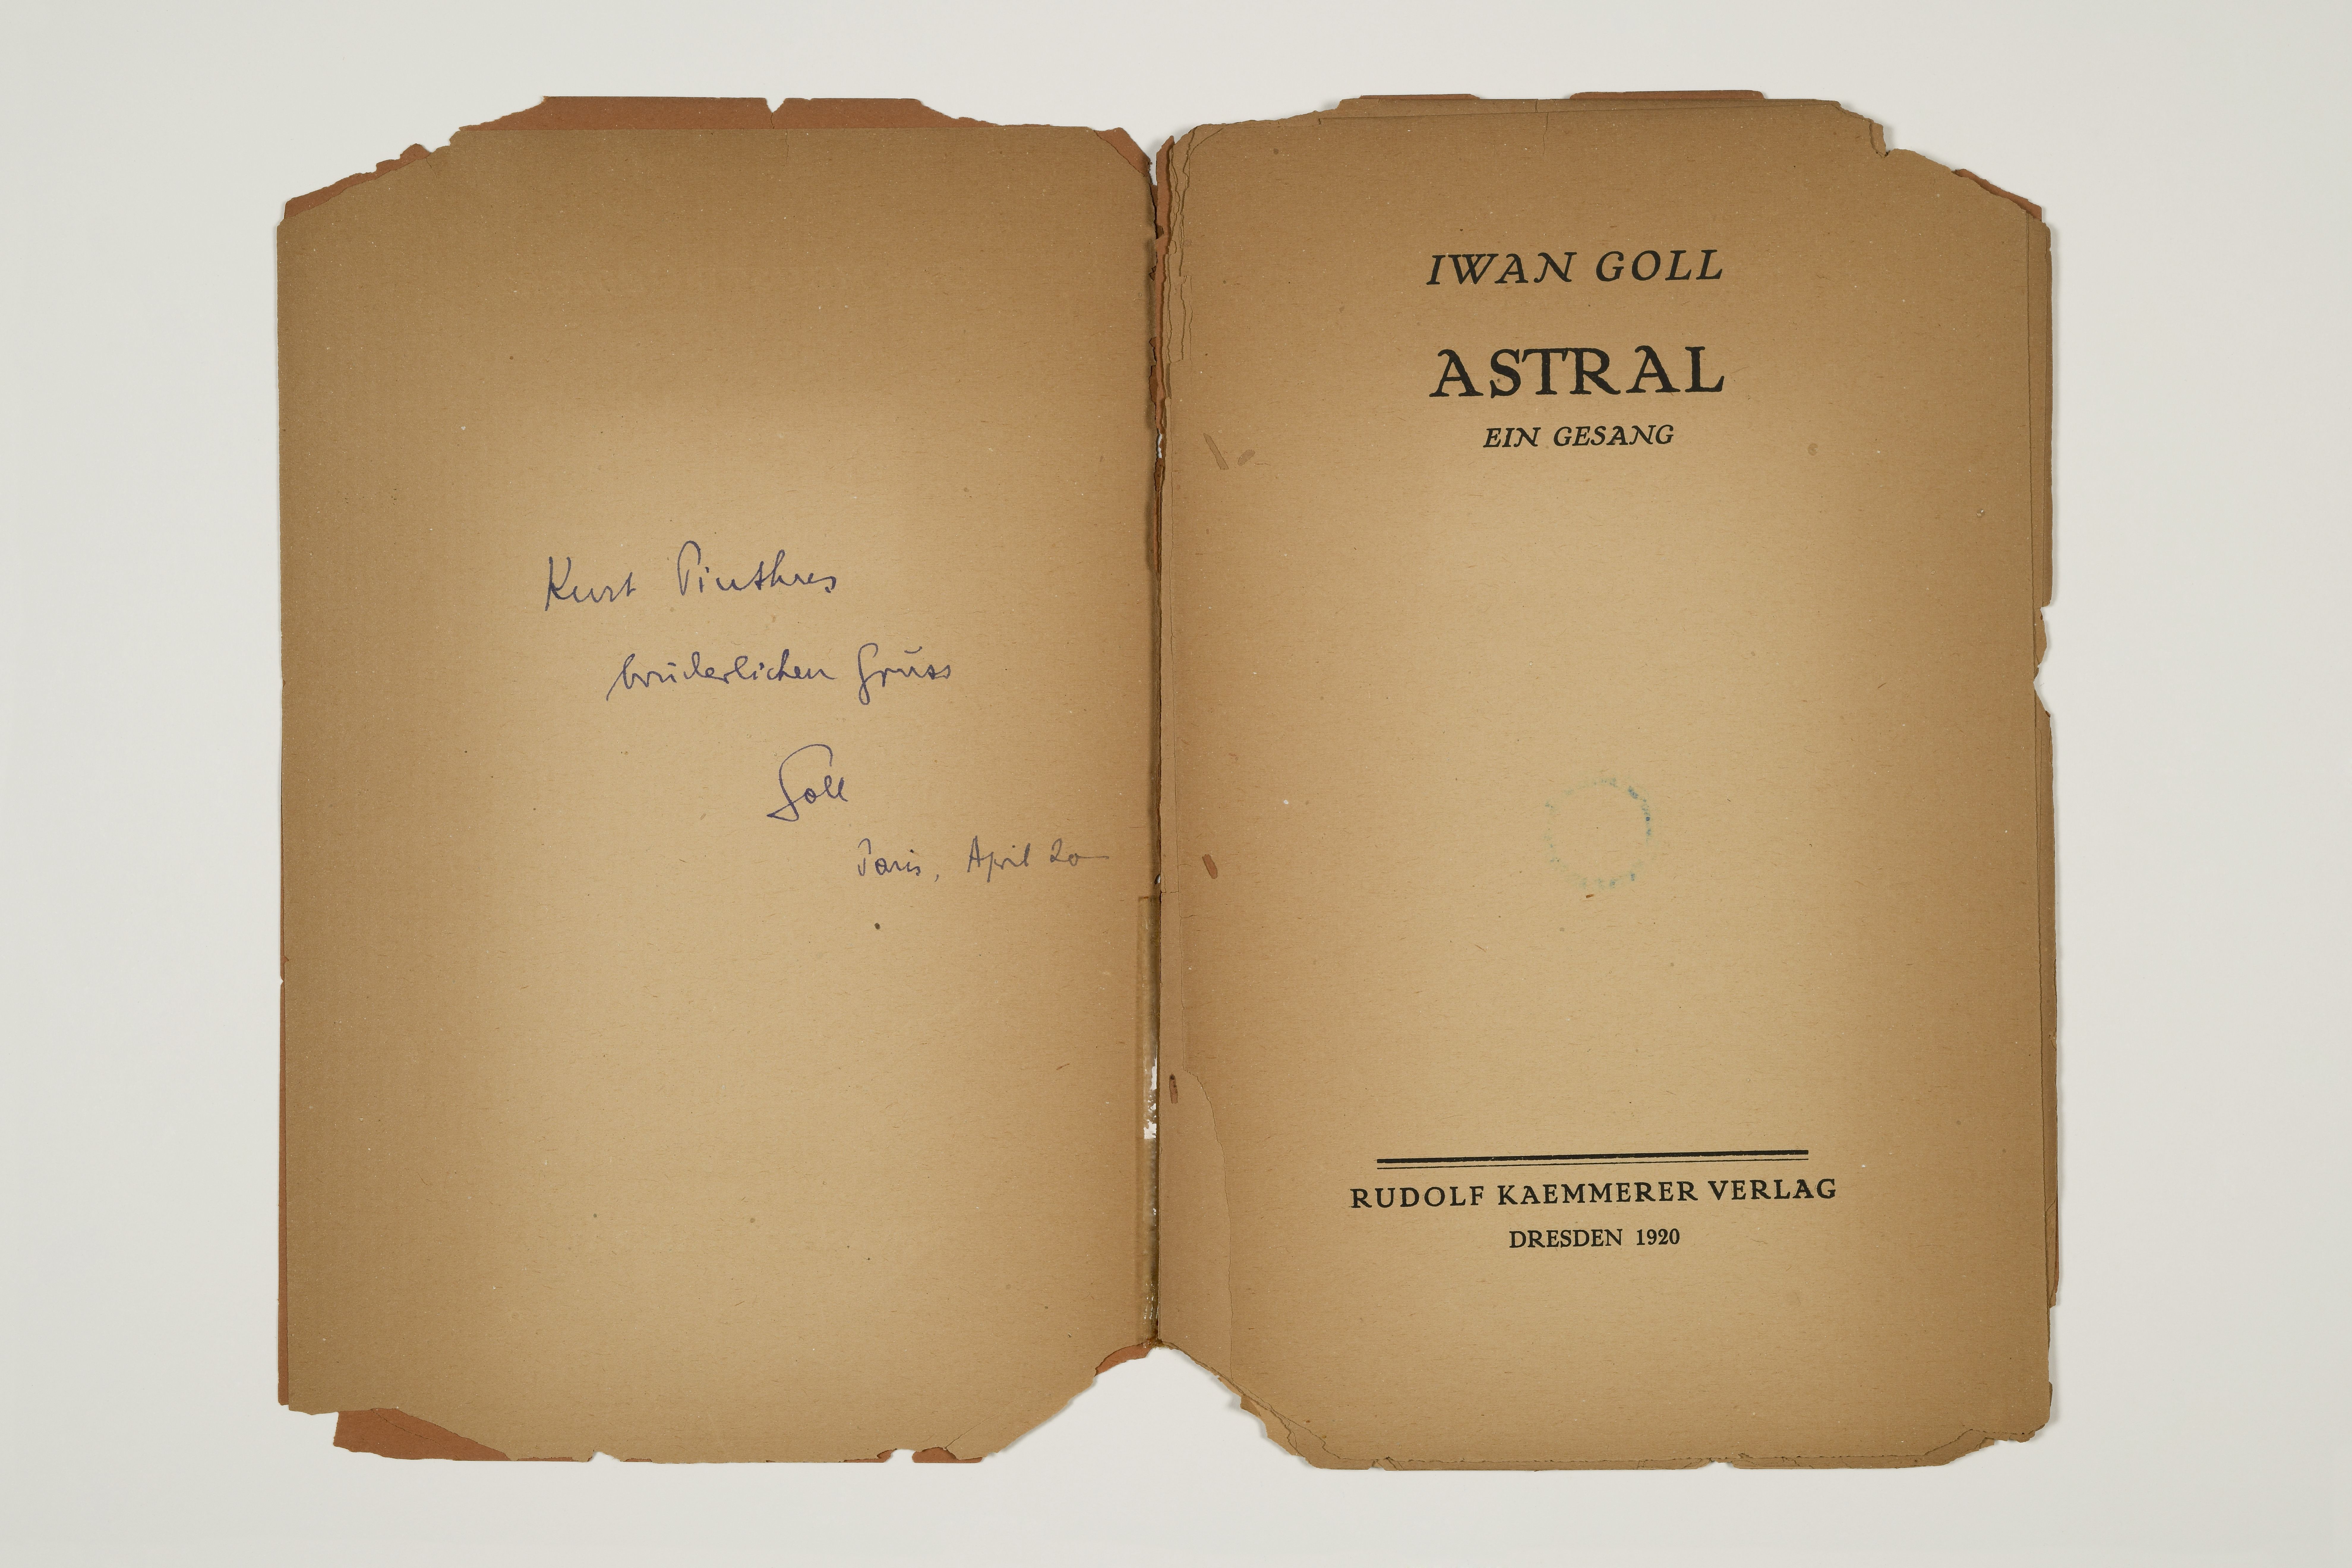 Kurt Pinthus
brüderlichen Gruss
Goll
Paris, April 20
IWAN GOLL
ASTRAL
EIN GESANG
RUDOLF KAEMMERER VERLAG
DRESDEN 1920